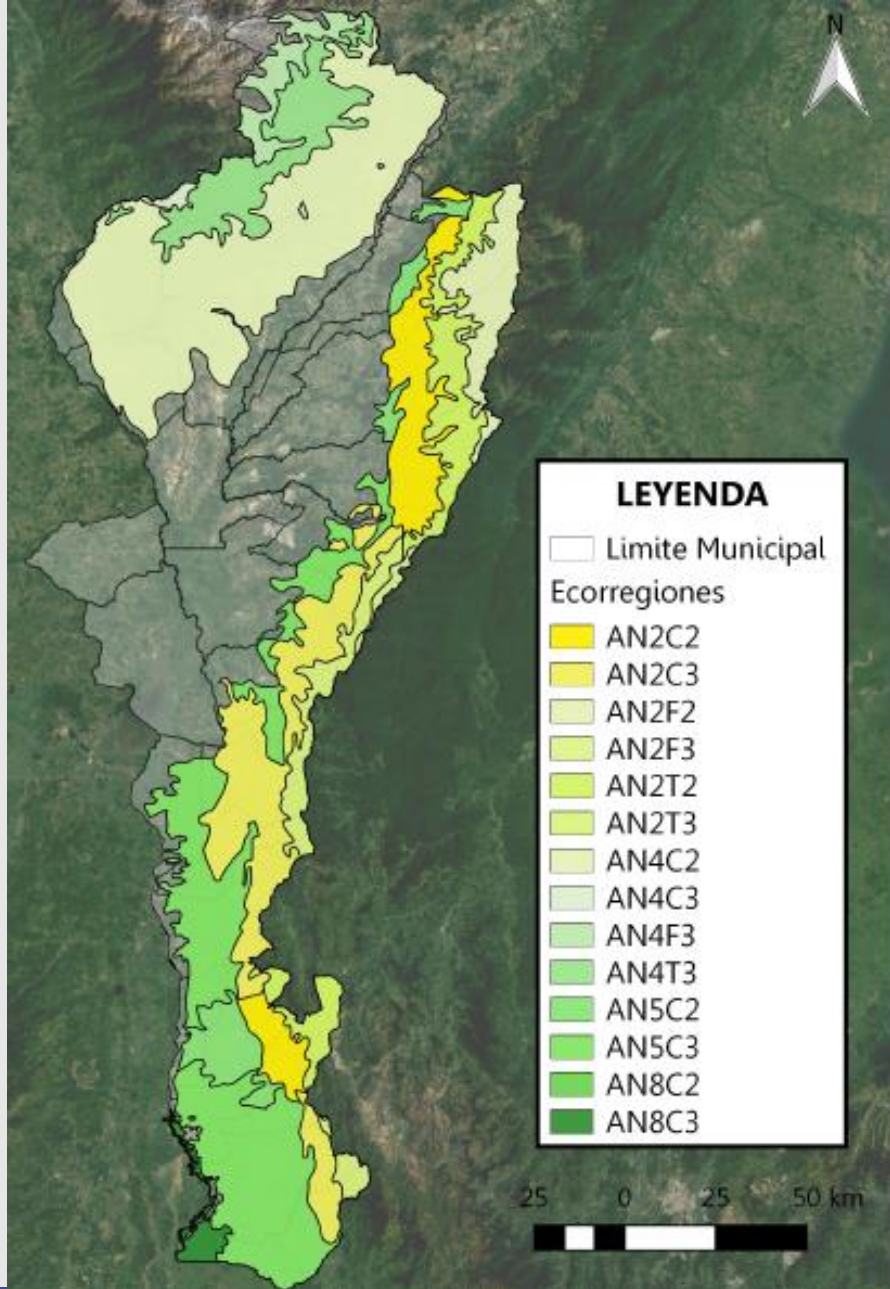 N
LEYENDA
Limite Municipal
Ecorregiones
AN2C2
AN2C3
AN2F2
AN2F3
AN2T2
AN2T3
AN4C2
AN4C3
AN4F3
AN4T3
AN5C2
AN5C3
AN8C2
AN8C3
25 0 25 50 km